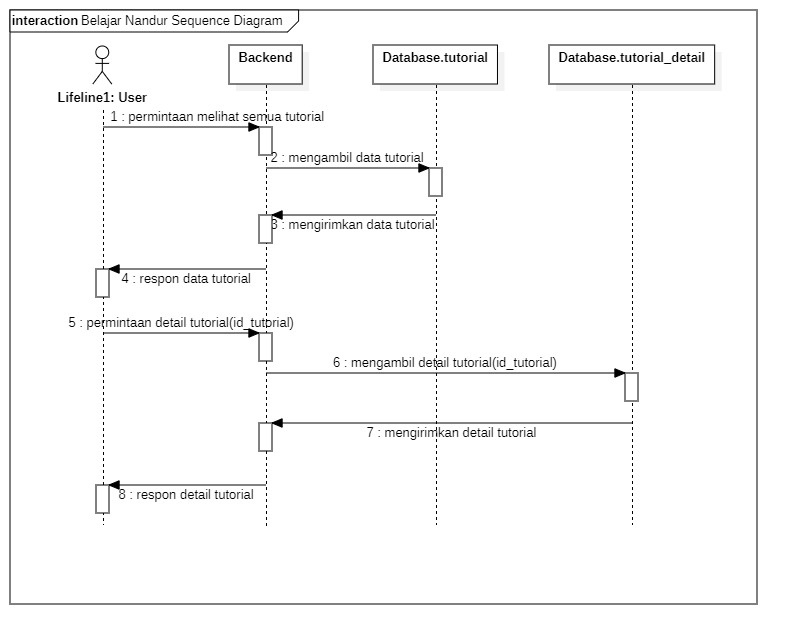 interaction Belajar Nandur Sequence Diagram
Lifeline1: User
Backend
Database.tutorial
Database.tutorial_detail
1 : permintaan melihat semua tutorial
2 : mengambil data tutorial
3 : mengirimkan data tutorial
4 : respon data tutorial
5 : permintaan detail tutorial(id_tutorial)
6 : mengambil detail tutorial(id_tutorial)
7 : mengirimkan detail tutorial
8 : respon detail tutorial